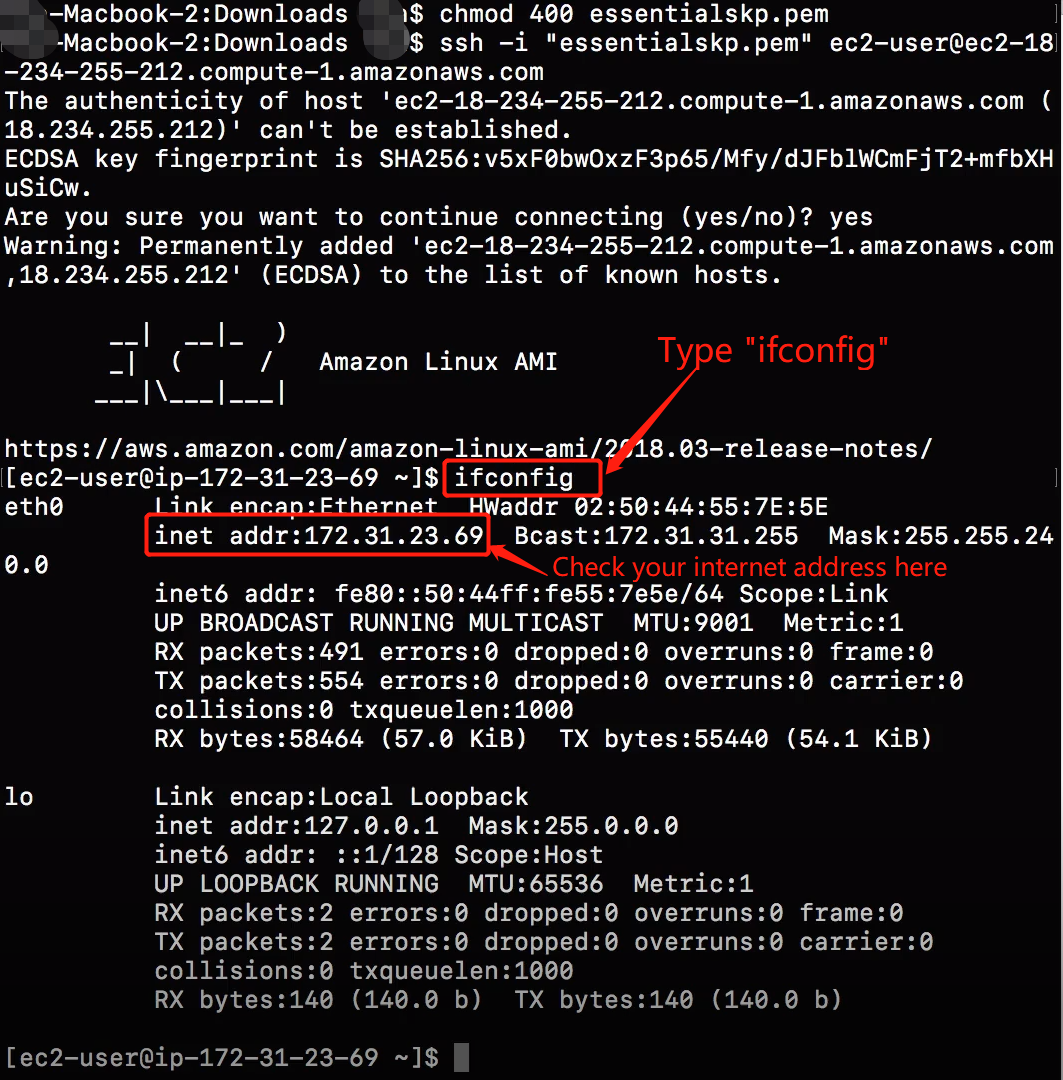 -Macbook-2:Downloads $ chmod 400 essentialskp.pem
-Macbook-2:Downloads $ ssh -i "essentialskp.pem" ec2-user@ec2-18
-234-255-212.compute-1.amazonaws.com
The authenticity of host 'ec2-18-234-255-212.compute-1.amazonaws.com (
18.234.255.212)' can't be established.
ECDSA key fingerprint is SHA256:v5xF0bwOxzF3p65/Mfy/dJFblWCmFjT2+mfbXH
uSiCw.
Are you sure you want to continue connecting (yes/no)? yes
Warning: Permanently added 'ec2-18-234-255-212.compute-1.amazonaws.com
,18.234.255.212' (ECDSA) to the list of known hosts.
__|  __|_  )
_|  (     /   Amazon Linux AMI
___|\___|___|
Type "ifconfig"
https://aws.amazon.com/amazon-linux-ami/2018.03-release-notes/
[ec2-user@ip-172-31-23-69 ~]$ ifconfig
eth0      Link encap:Ethernet  HWaddr 02:50:44:55:7E:5E
inet addr:172.31.23.69  Bcast:172.31.31.255  Mask:255.255.24
0.0
Check your internet address here
inet6 addr: fe80::50:44ff:fe55:7e5e/64 Scope:Link
UP BROADCAST RUNNING MULTICAST  MTU:9001  Metric:1
RX packets:491 errors:0 dropped:0 overruns:0 frame:0
TX packets:554 errors:0 dropped:0 overruns:0 carrier:0
collisions:0 txqueuelen:1000
RX bytes:58464 (57.0 KiB)  TX bytes:55440 (54.1 KiB)
lo        Link encap:Local Loopback
inet addr:127.0.0.1  Mask:255.0.0.0
inet6 addr: ::1/128 Scope:Host
UP LOOPBACK RUNNING  MTU:65536  Metric:1
RX packets:2 errors:0 dropped:0 overruns:0 frame:0
TX packets:2 errors:0 dropped:0 overruns:0 carrier:0
collisions:0 txqueuelen:1000
RX bytes:140 (140.0 b)  TX bytes:140 (140.0 b)
[ec2-user@ip-172-31-23-69 ~]$